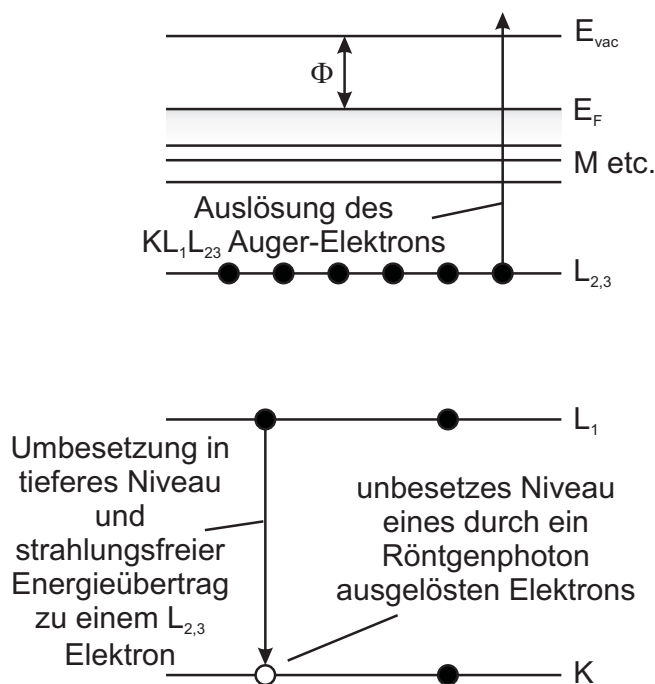 E_vac
Φ
E_F
M etc.
Auslösung des
KL₁L₂₃ Auger-Elektrons
L₂,₃
L₁
Umbesetzung in
tieferes Niveau
und
strahlungsfreier
Energieübertrag
zu einem L₂,₃
Elektron
unbesetzes Niveau
eines durch ein
Röntgenphoton
ausgelösten Elektrons
K